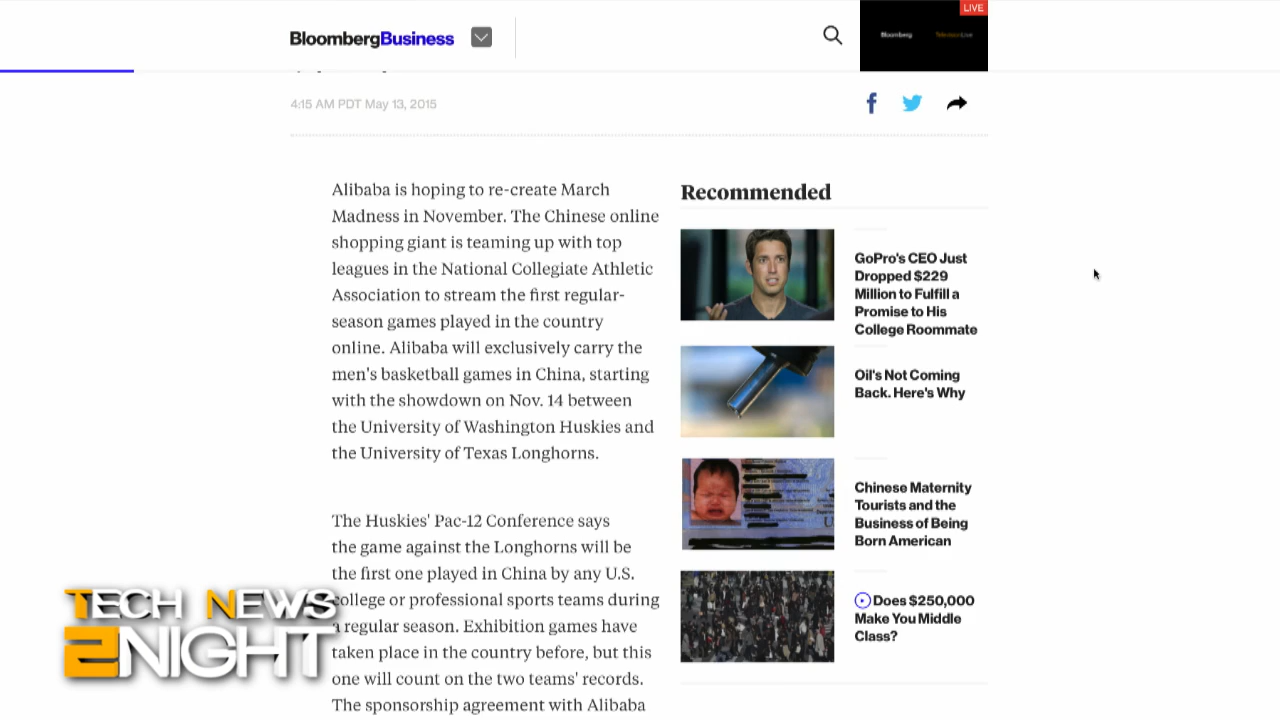 LIVE
BloombergBusiness
Bloomberg
4:15 AM PDT May 13, 2015
Alibaba is hoping to re-create March
Madness in November. The Chinese online
shopping giant is teaming up with top
leagues in the National Collegiate Athletic
Association to stream the first regular-
season games played in the country
online. Alibaba will exclusively carry the
men's basketball games in China, starting
with the showdown on Nov. 14 between
the University of Washington Huskies and
the University of Texas Longhorns.
The Huskies' Pac-12 Conference says
the game against the Longhorns will be
the first one played in China by any U.S.
college or professional sports teams during
a regular season. Exhibition games have
taken place in the country before, but this
one will count on the two teams' records.
The sponsorship agreement with Alibaba
Recommended
GoPro's CEO Just
Dropped $229
Million to Fulfill a
Promise to His
College Roommate
Oil's Not Coming
Back. Here's Why
Chinese Maternity
Tourists and the
Business of Being
Born American
Does $250,000
Make You Middle
Class?
TECH NEWS
2NIGHT